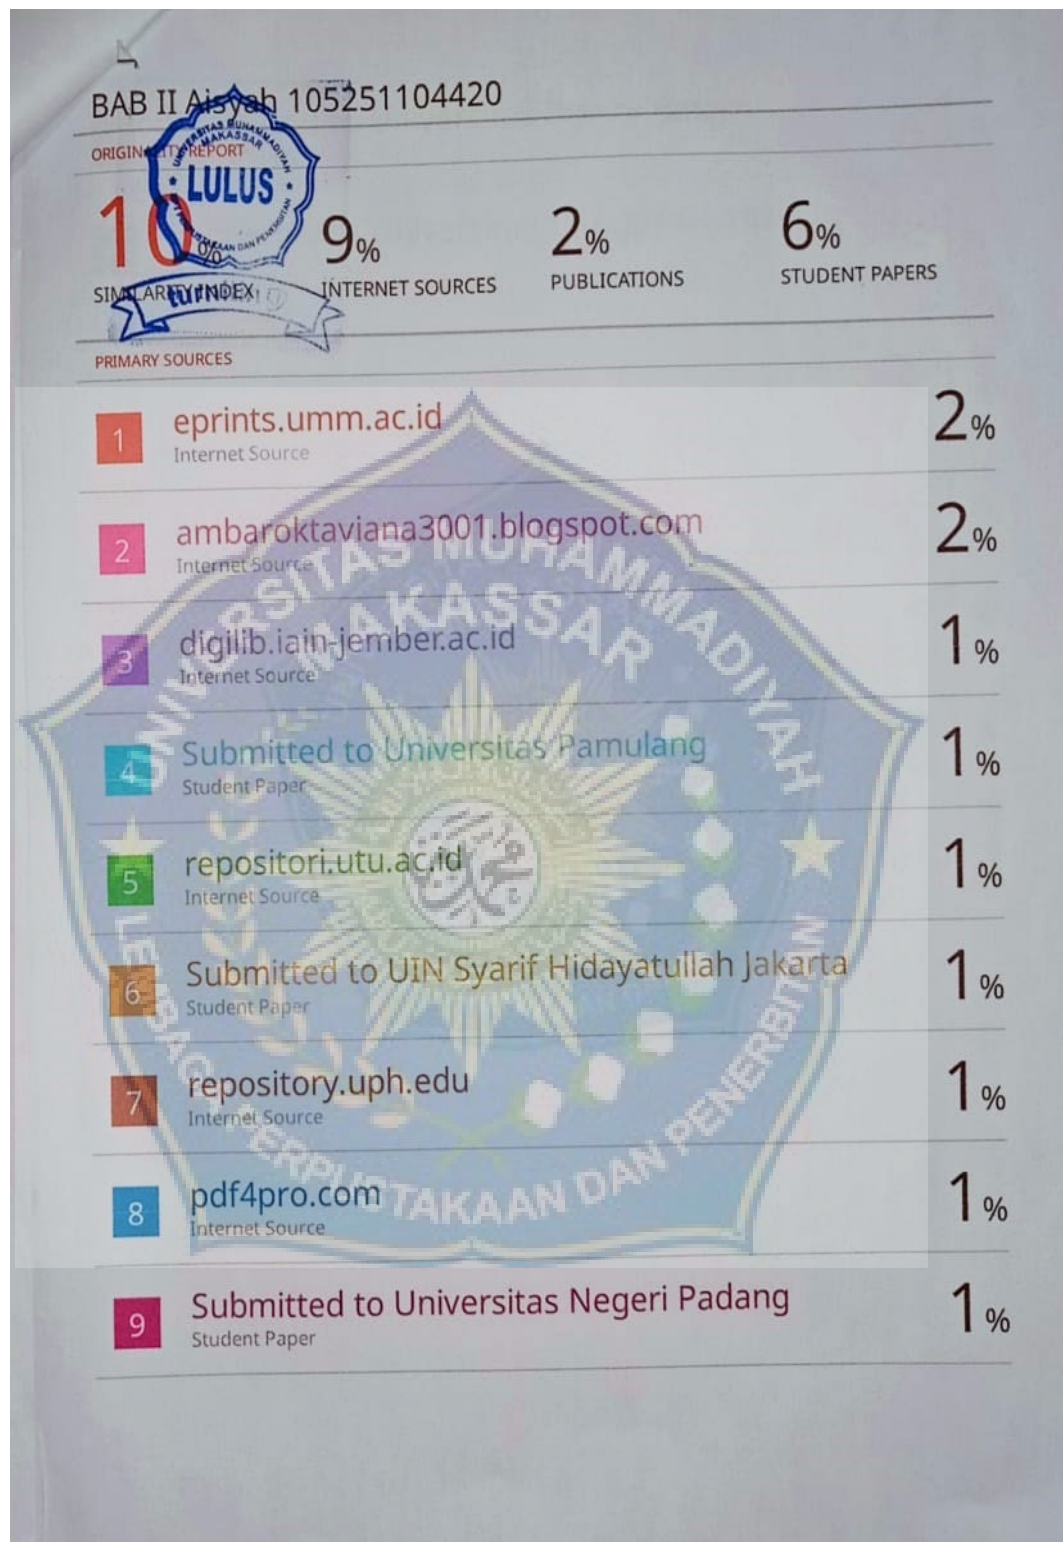 BAB II Aisyah 105251104420
ORIGINALITY REPORT
UNIVERSITAS MUHAMMADIYAH
MAKASSAR
LULUS
10%
SIMILARITY INDEX
turnitin
9%
INTERNET SOURCES
2%
PUBLICATIONS
6%
STUDENT PAPERS
PRIMARY SOURCES
1
eprints.umm.ac.id
Internet Source
2%
2
ambaroktaviana3001.blogspot.com
Internet Source
2%
3
digilib.iain-jember.ac.id
Internet Source
1%
4
Submitted to Universitas Pamulang
Student Paper
1%
5
repositori.utu.ac.id
Internet Source
1%
6
Submitted to UIN Syarif Hidayatullah Jakarta
Student Paper
1%
7
repository.uph.edu
Internet Source
1%
8
pdf4pro.com
Internet Source
1%
9
Submitted to Universitas Negeri Padang
Student Paper
1%
UNIVERSITAS MUHAMMADIYAH
MAKASSAR
LEMBAGA PERPUSTAKAAN DAN PENERBITAN